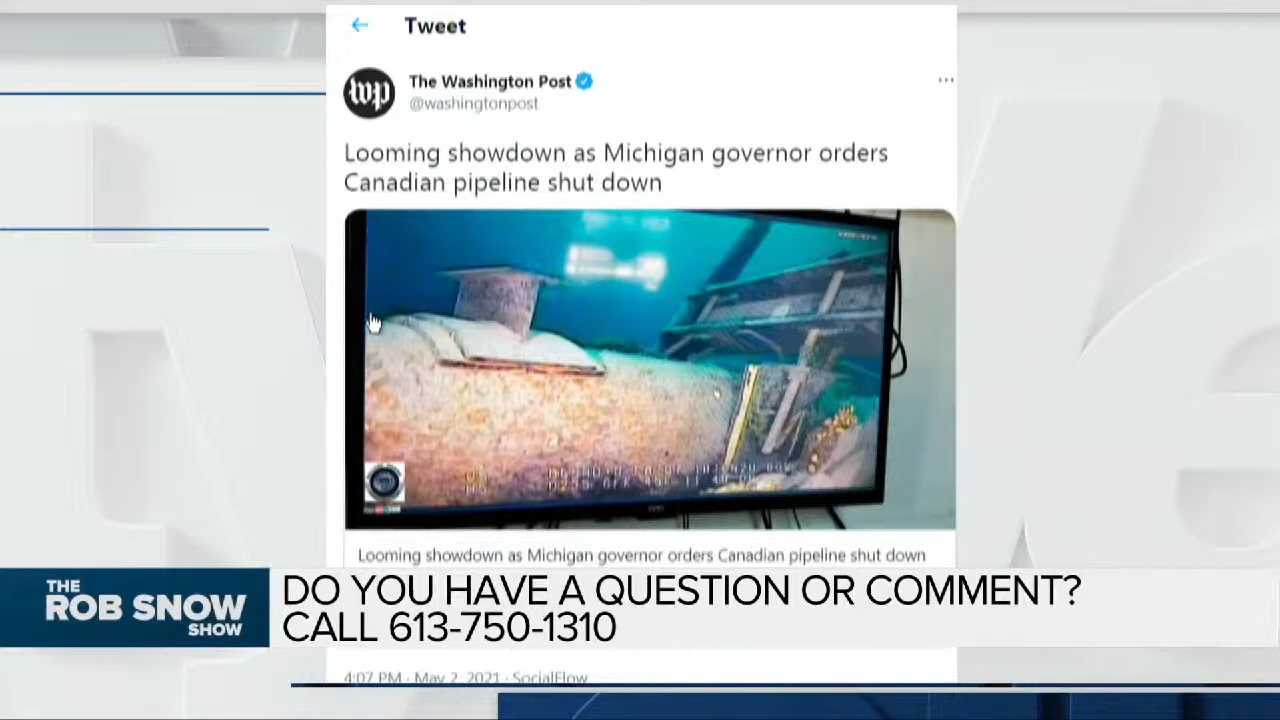 Tweet
wp
The Washington Post
@washingtonpost
Looming showdown as Michigan governor orders
Canadian pipeline shut down
Looming showdown as Michigan governor orders Canadian pipeline shut down
THE
ROB SNOW
SHOW
DO YOU HAVE A QUESTION OR COMMENT?
CALL 613-750-1310
4:07 PM · May 2, 2021 · SocialFlow